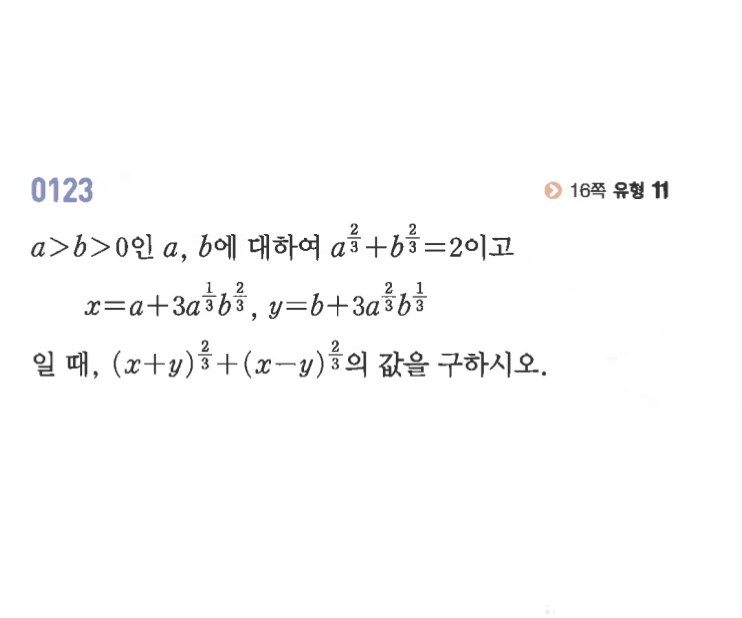 0123
16쪽 유형 11
a>b>0인 a, b에 대하여 a^{\frac{2}{3}}+b^{\frac{2}{3}}=2이고
x=a+3a^{\frac{1}{3}}b^{\frac{2}{3}}, y=b+3a^{\frac{2}{3}}b^{\frac{1}{3}}
일 때, (x+y)^{\frac{2}{3}}+(x-y)^{\frac{2}{3}}의 값을 구하시오.